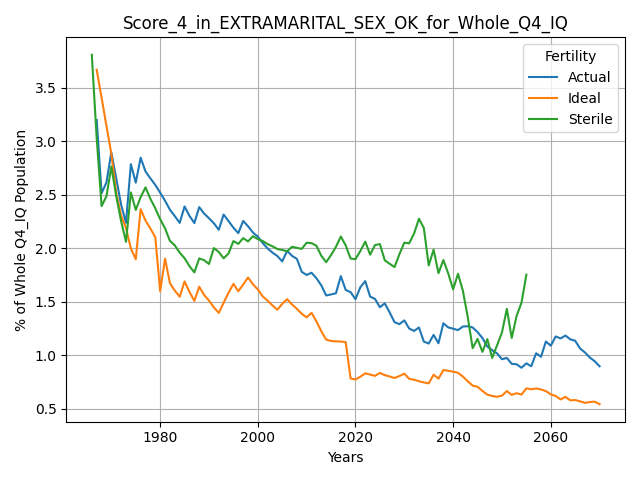 Score_4_in_EXTRAMARITAL_SEX_OK_for_Whole_Q4_IQ
Fertility
Actual
Ideal
Sterile
% of Whole Q4_IQ Population
3.5
3.0
2.5
2.0
1.5
1.0
0.5
1980 2000 2020 2040 2060
Years